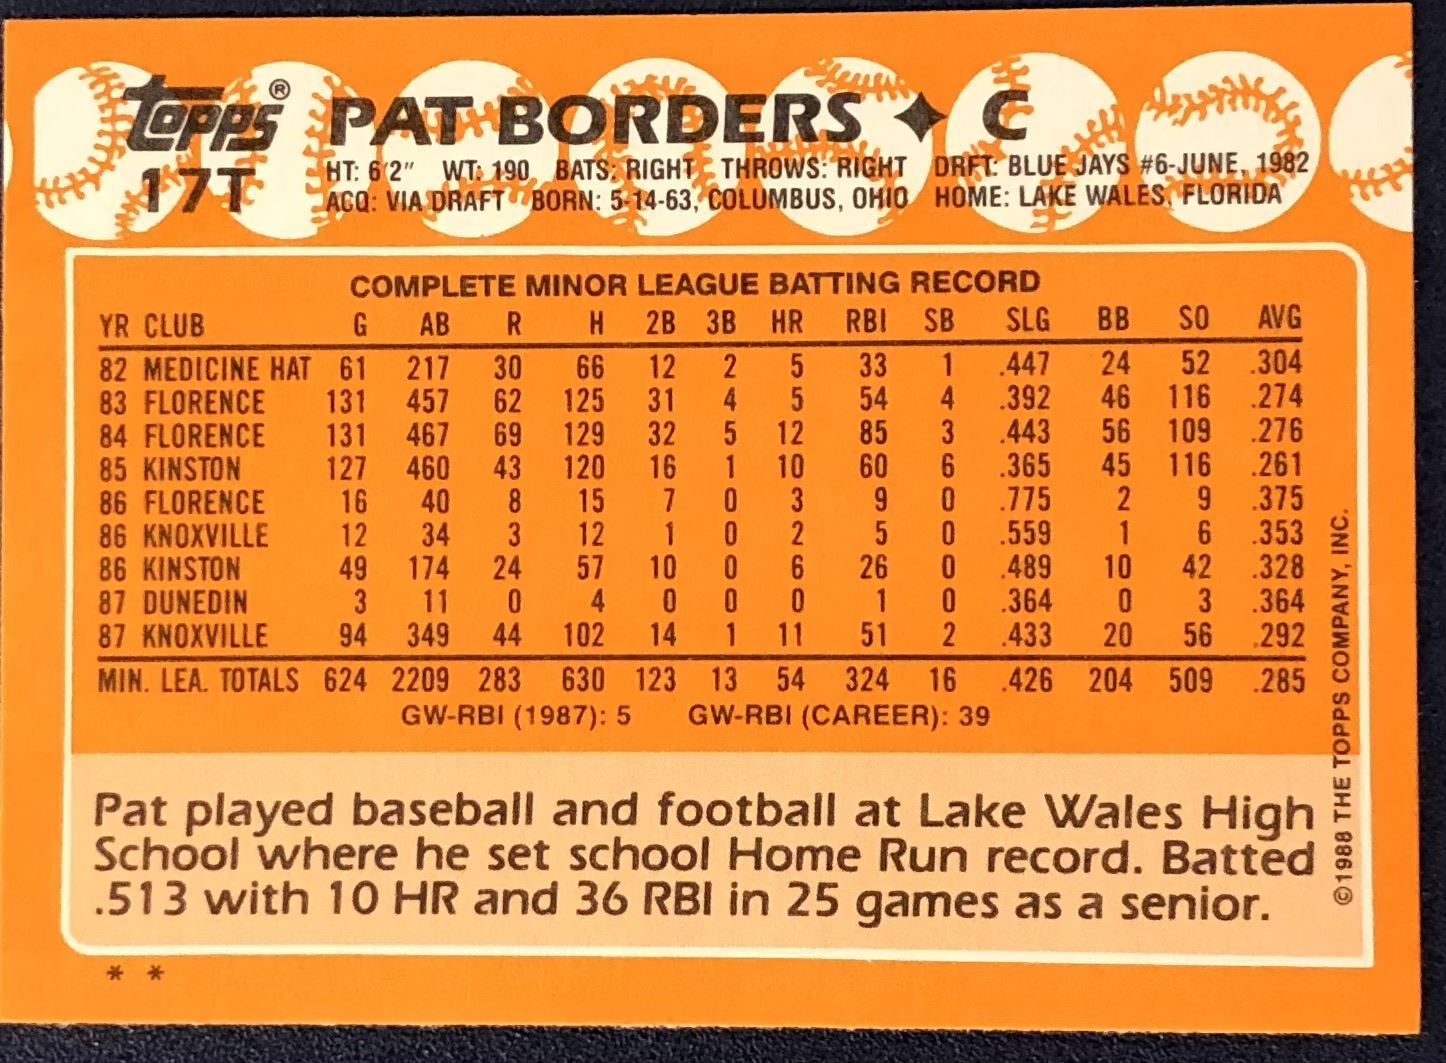 topps® PAT BORDERS ✦ C
17T HT: 6'2" WT: 190 BATS: RIGHT THROWS: RIGHT DRFT: BLUE JAYS #6-JUNE, 1982
ACQ: VIA DRAFT BORN: 5-14-63, COLUMBUS, OHIO HOME: LAKE WALES, FLORIDA
COMPLETE MINOR LEAGUE BATTING RECORD
YR CLUB G AB R H 2B 3B HR RBI SB SLG BB SO AVG
82 MEDICINE HAT 61 217 30 66 12 2 5 33 1 .447 24 52 .304
83 FLORENCE 131 457 62 125 31 4 5 54 4 .392 46 116 .274
84 FLORENCE 131 467 69 129 32 5 12 85 3 .443 56 109 .276
85 KINSTON 127 460 43 120 16 1 10 60 6 .365 45 116 .261
86 FLORENCE 16 40 8 15 7 0 3 9 0 .775 2 9 .375
86 KNOXVILLE 12 34 3 12 1 0 2 5 0 .559 1 6 .353
86 KINSTON 49 174 24 57 10 0 6 26 0 .489 10 42 .328
87 DUNEDIN 3 11 0 4 0 0 0 1 0 .364 0 3 .364
87 KNOXVILLE 94 349 44 102 14 1 11 51 2 .433 20 56 .292
MIN. LEA. TOTALS 624 2209 283 630 123 13 54 324 16 .426 204 509 .285
GW-RBI (1987): 5 GW-RBI (CAREER): 39
Pat played baseball and football at Lake Wales High
School where he set school Home Run record. Batted
.513 with 10 HR and 36 RBI in 25 games as a senior.
©1988 THE TOPPS COMPANY, INC.
* *